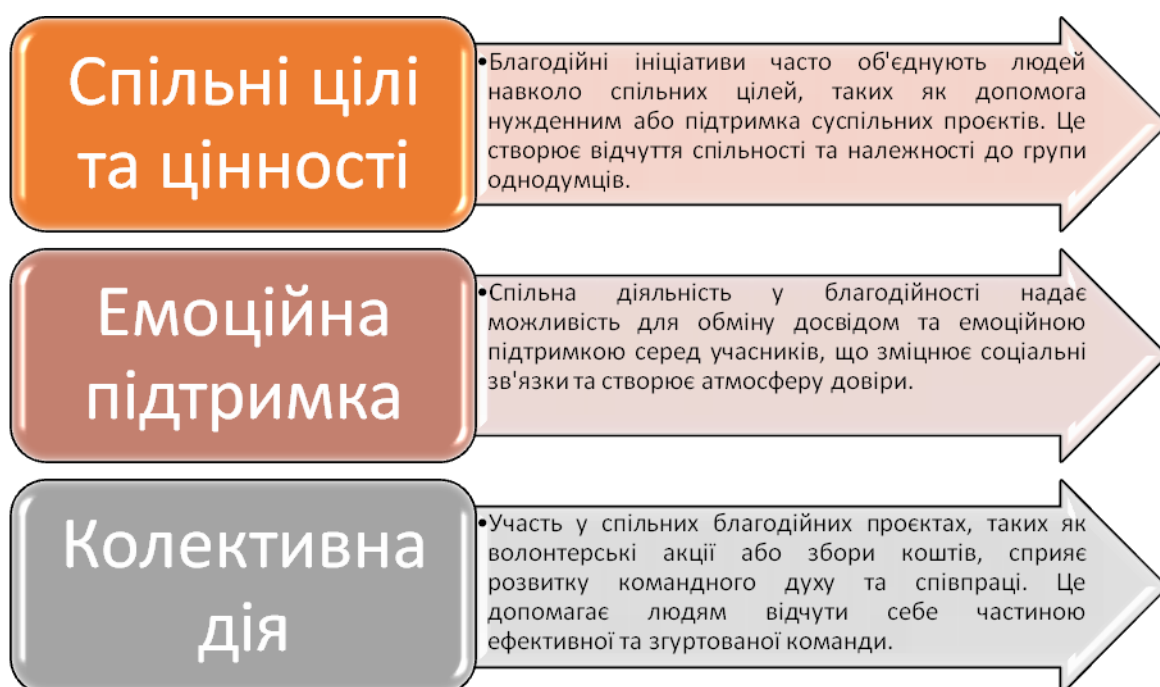 Спільні цілі
та цінності
•Благодійні ініціативи часто об'єднують людей
навколо спільних цілей, таких як допомога
нужденним або підтримка суспільних проєктів. Це
створює відчуття спільності та належності до групи
однодумців.
Емоційна
підтримка
•Спільна діяльність у благодійності надає
можливість для обміну досвідом та емоційною
підтримкою серед учасників, що зміцнює соціальні
зв'язки та створює атмосферу довіри.
Колективна
дія
•Участь у спільних благодійних проєктах, таких як
волонтерські акції або збори коштів, сприяє
розвитку командного духу та співпраці. Це
допомагає людям відчути себе частиною
ефективної та згуртованої команди.